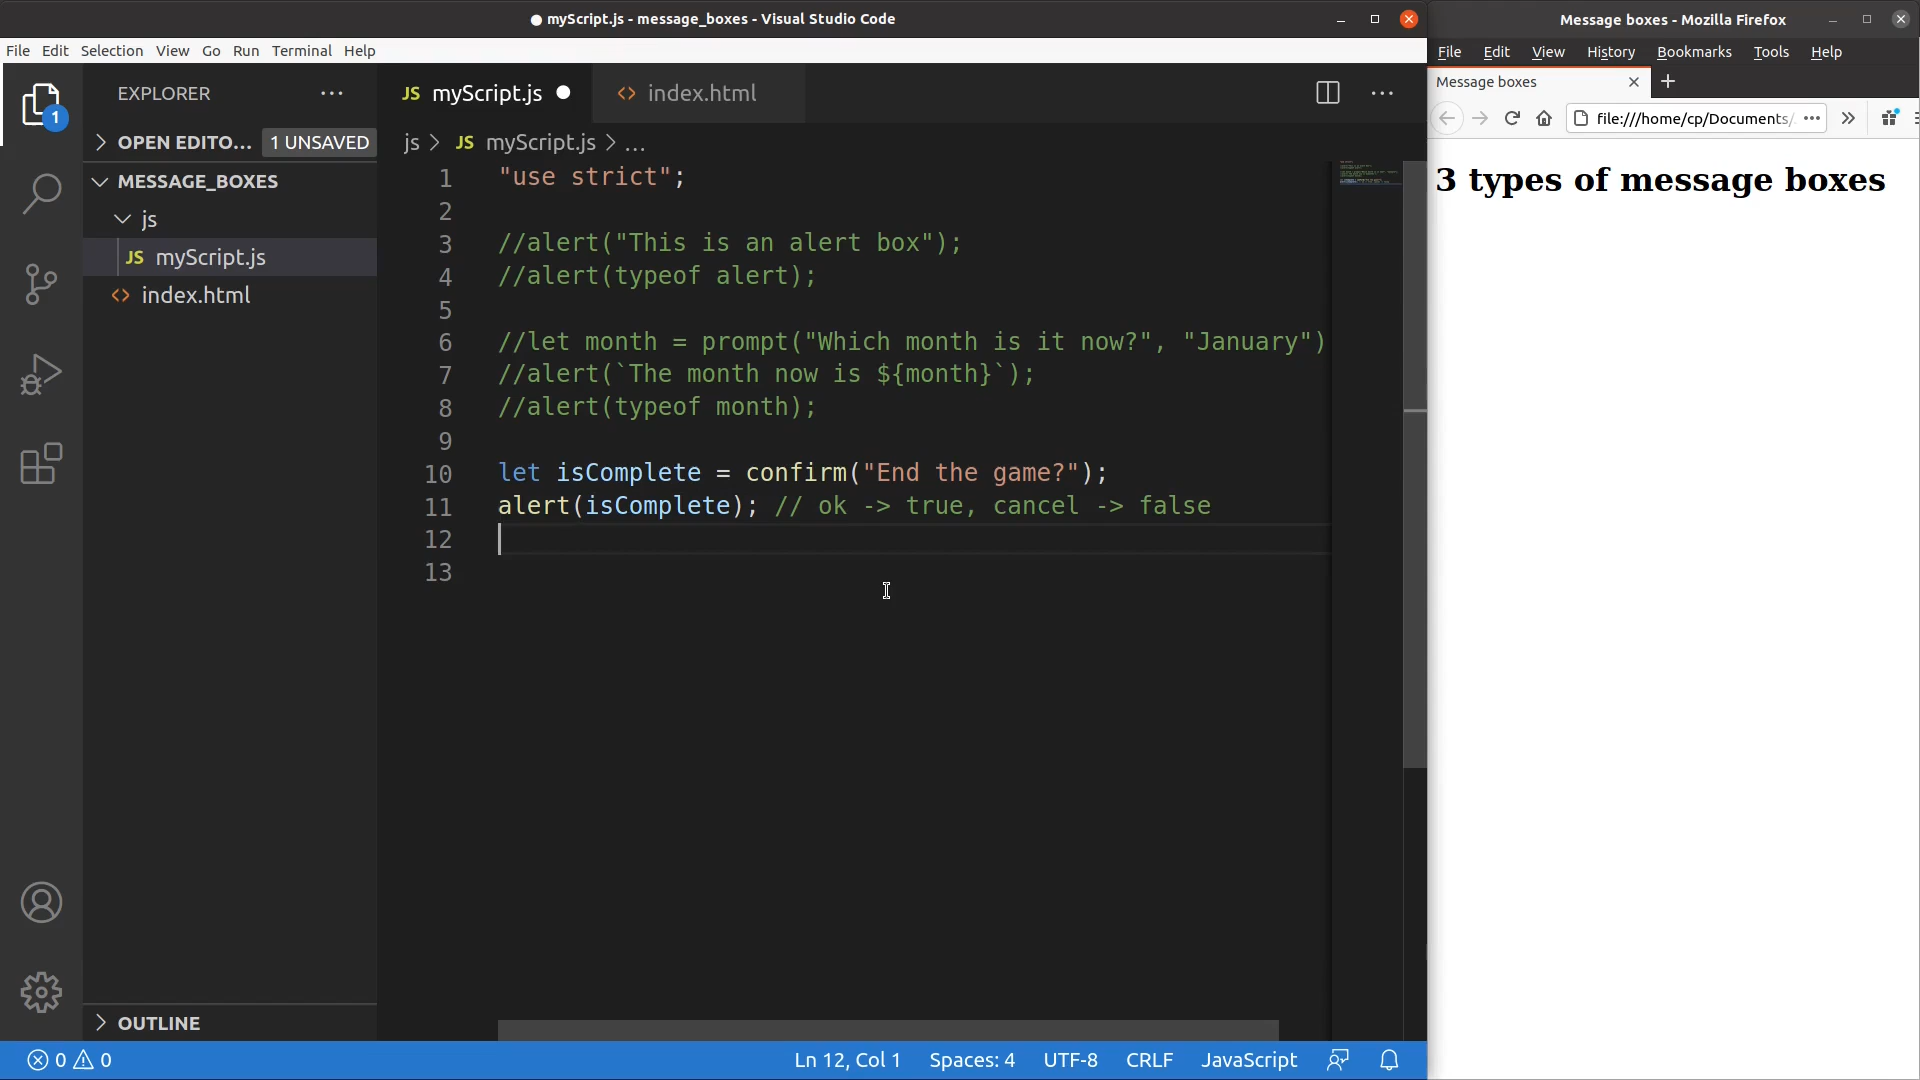 ● myScript.js - message_boxes - Visual Studio Code
File Edit Selection View Go Run Terminal Help
EXPLORER ...
1
OPEN EDITO... 1 UNSAVED
MESSAGE_BOXES
js
JS myScript.js
<> index.html
OUTLINE
JS myScript.js ● <> index.html ...
js > JS myScript.js > ...
1 "use strict";
2
3 //alert("This is an alert box");
4 //alert(typeof alert);
5
6 //let month = prompt("Which month is it now?", "January")
7 //alert(`The month now is ${month}`);
8 //alert(typeof month);
9
10 let isComplete = confirm("End the game?");
11 alert(isComplete); // ok -> true, cancel -> false
12
13
0 0 Ln 12, Col 1 Spaces: 4 UTF-8 CRLF JavaScript
Message boxes - Mozilla Firefox
File Edit View History Bookmarks Tools Help
Message boxes
file:///home/cp/Documents/ ...
3 types of message boxes